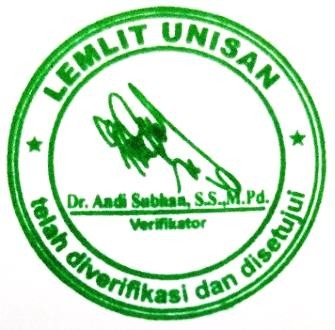 LEMLIT UNISAN
Dr. Andi Subhan, S.S.,M.Pd.
Verifikator
telah diverifikasi dan disetujui